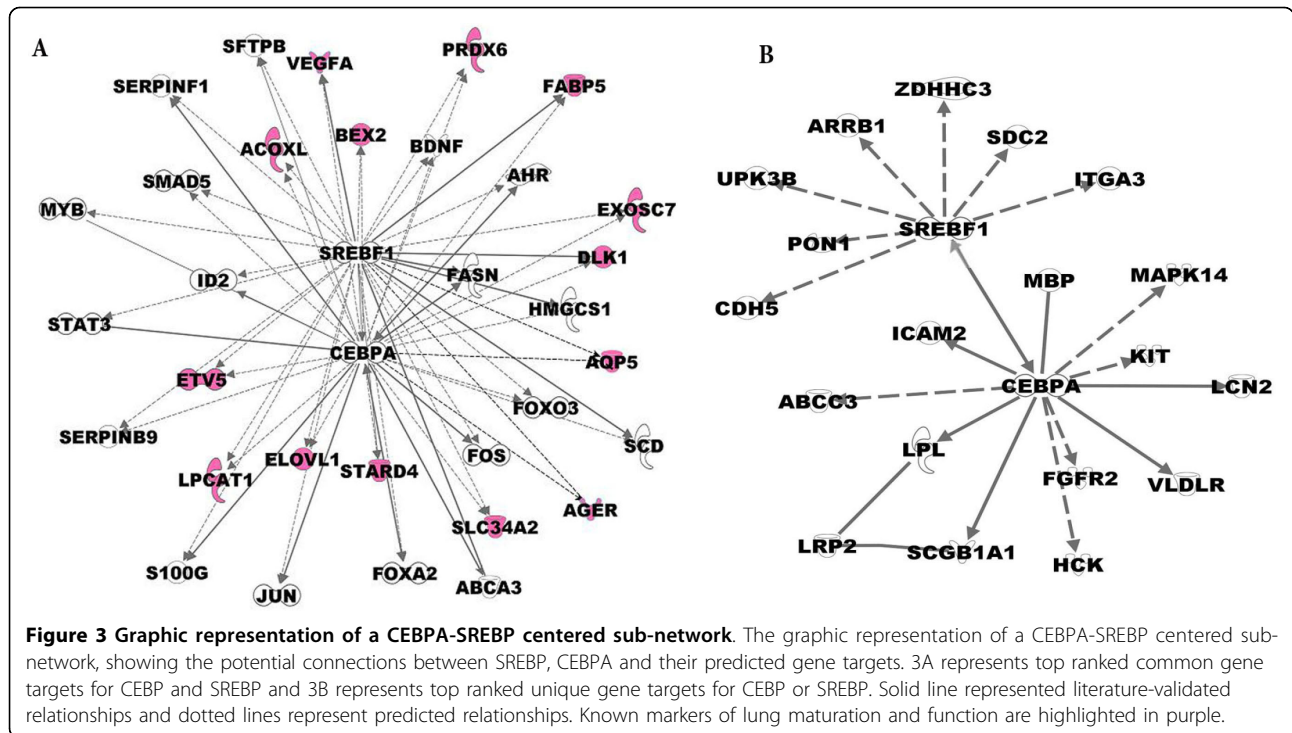 A
B
SFTPB
VEGFA
PRDX6
SERPINF1
FABP5
BEX2
ACOXL
BDNF
SMAD5
AHR
MYB
EXOSC7
SREBF1
DLK1
ID2
FASN
HMGCS1
STAT3
CEBPA
AQP5
ETV5
FOXO3
SERPINB9
SCD
FOS
LPCAT1
ELOVL1
STARD4
AGER
SLC34A2
S100G
FOXA2
ABCA3
JUN
ZDHHC3
ARRB1
SDC2
UPK3B
ITGA3
SREBF1
PON1
MBP
MAPK14
CDH5
ICAM2
KIT
CEBPA
LCN2
ABCC3
LPL
FGFR2
VLDLR
LRP2
SCGB1A1
HCK
Figure 3 Graphic representation of a CEBPA-SREBP centered sub-network. The graphic representation of a CEBPA-SREBP centered sub-
network, showing the potential connections between SREBP, CEBPA and their predicted gene targets. 3A represents top ranked common gene
targets for CEBP and SREBP and 3B represents top ranked unique gene targets for CEBP or SREBP. Solid line represented literature-validated
relationships and dotted lines represent predicted relationships. Known markers of lung maturation and function are highlighted in purple.